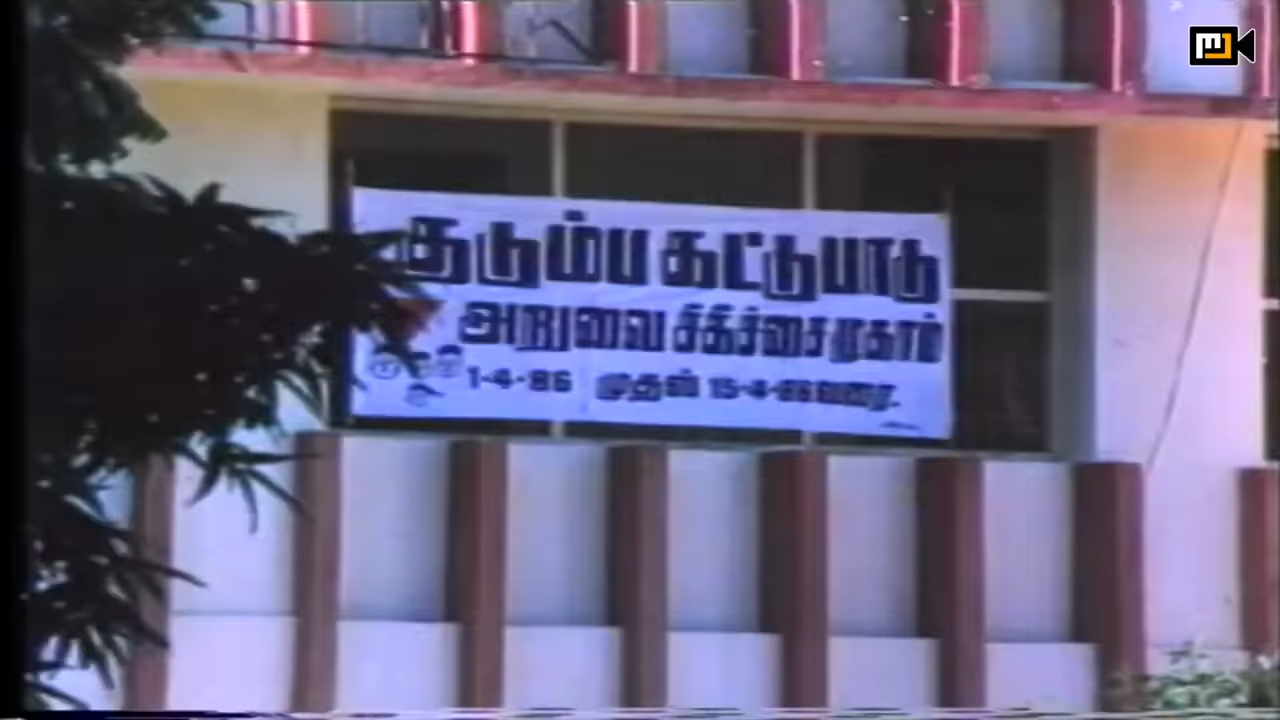 குடும்ப கட்டுபாடு
அறுவை சிகிச்சை முகாம்
1-4-86 முதல் 15-4-86 வரை.